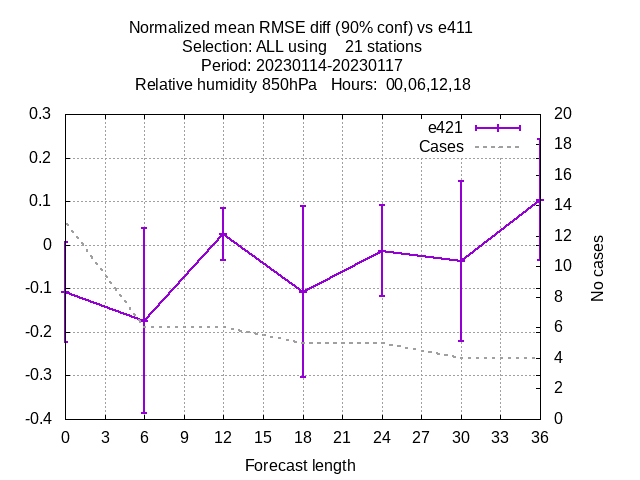 Normalized mean RMSE diff (90% conf) vs e411
Selection: ALL using    21 stations
Period: 20230114-20230117
Relative humidity 850hPa   Hours:  00,06,12,18
e421
Cases
0.3
0.2
0.1
0
-0.1
-0.2
-0.3
-0.4
20
18
16
14
12
10
8
6
4
2
0
No cases
0 3 6 9 12 15 18 21 24 27 30 33 36
Forecast length